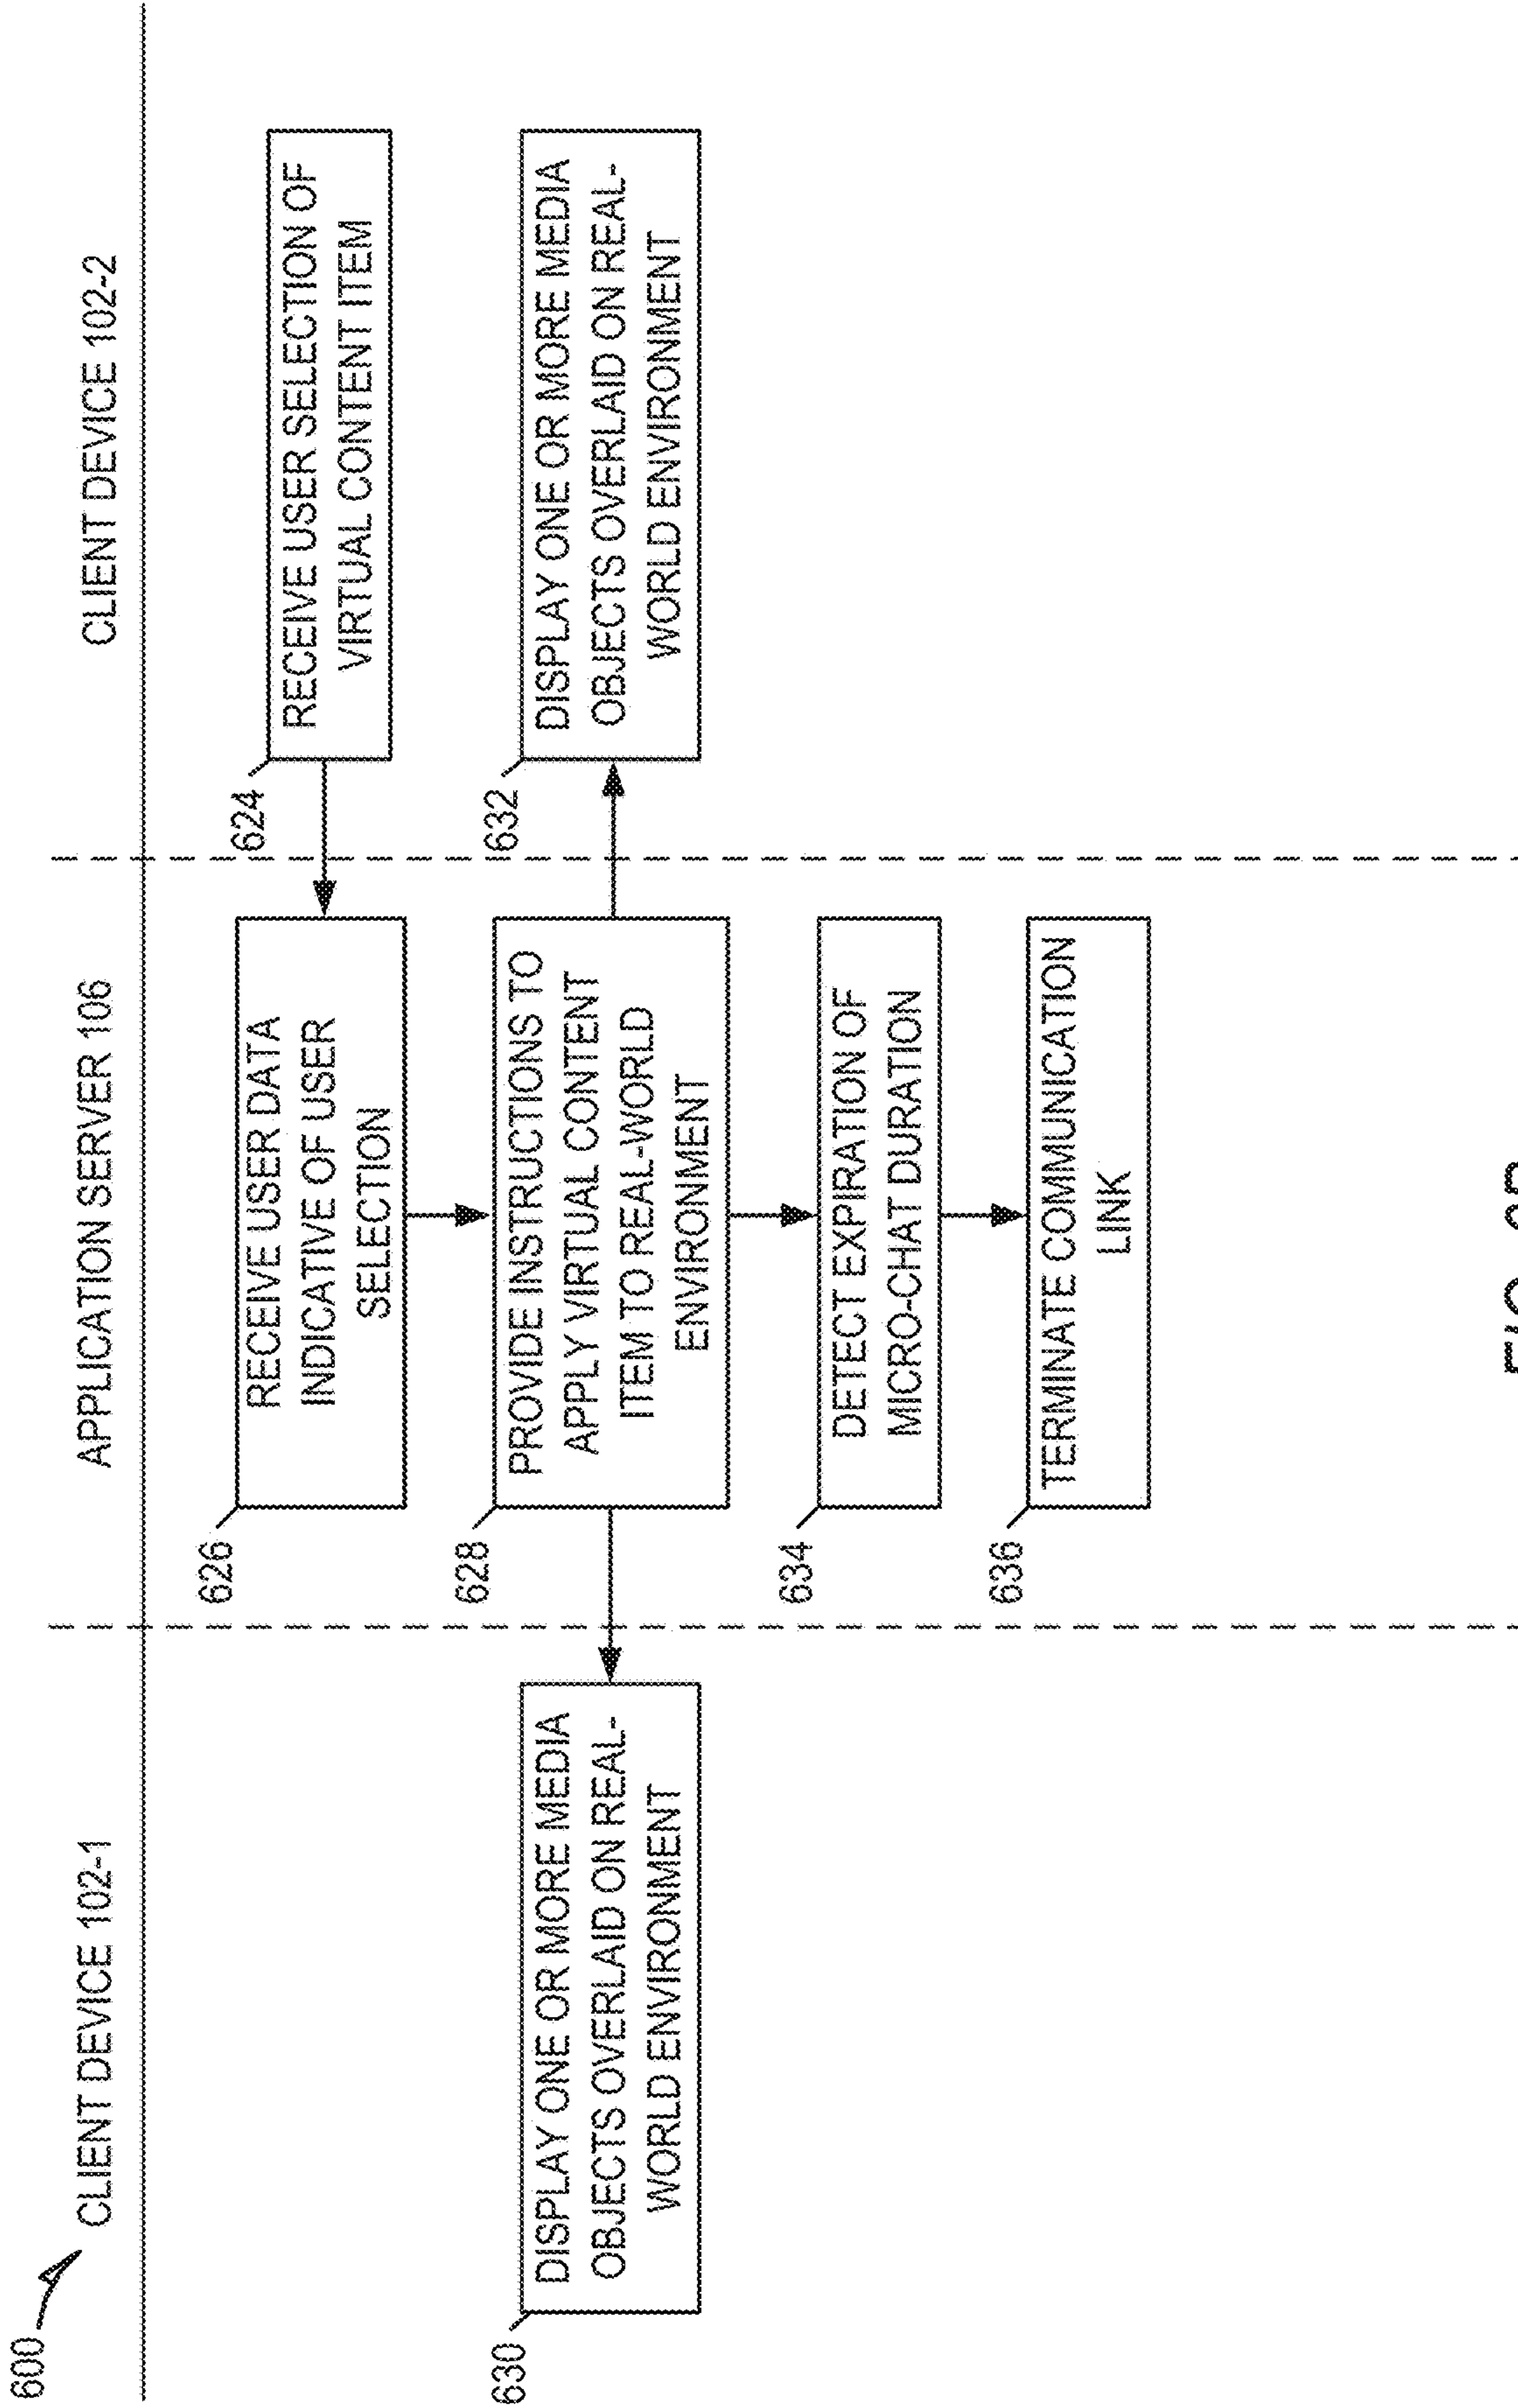 600
CLIENT DEVICE 102-1
APPLICATION SERVER 106
CLIENT DEVICE 102-2
624
RECEIVE USER SELECTION OF
VIRTUAL CONTENT ITEM
626
RECEIVE USER DATA
INDICATIVE OF USER
SELECTION
628
PROVIDE INSTRUCTIONS TO
APPLY VIRTUAL CONTENT
ITEM TO REAL-WORLD
ENVIRONMENT
630
DISPLAY ONE OR MORE MEDIA
OBJECTS OVERLAID ON REAL-
WORLD ENVIRONMENT
632
DISPLAY ONE OR MORE MEDIA
OBJECTS OVERLAID ON REAL-
WORLD ENVIRONMENT
634
DETECT EXPIRATION OF
MICRO-CHAT DURATION
636
TERMINATE COMMUNICATION
LINK